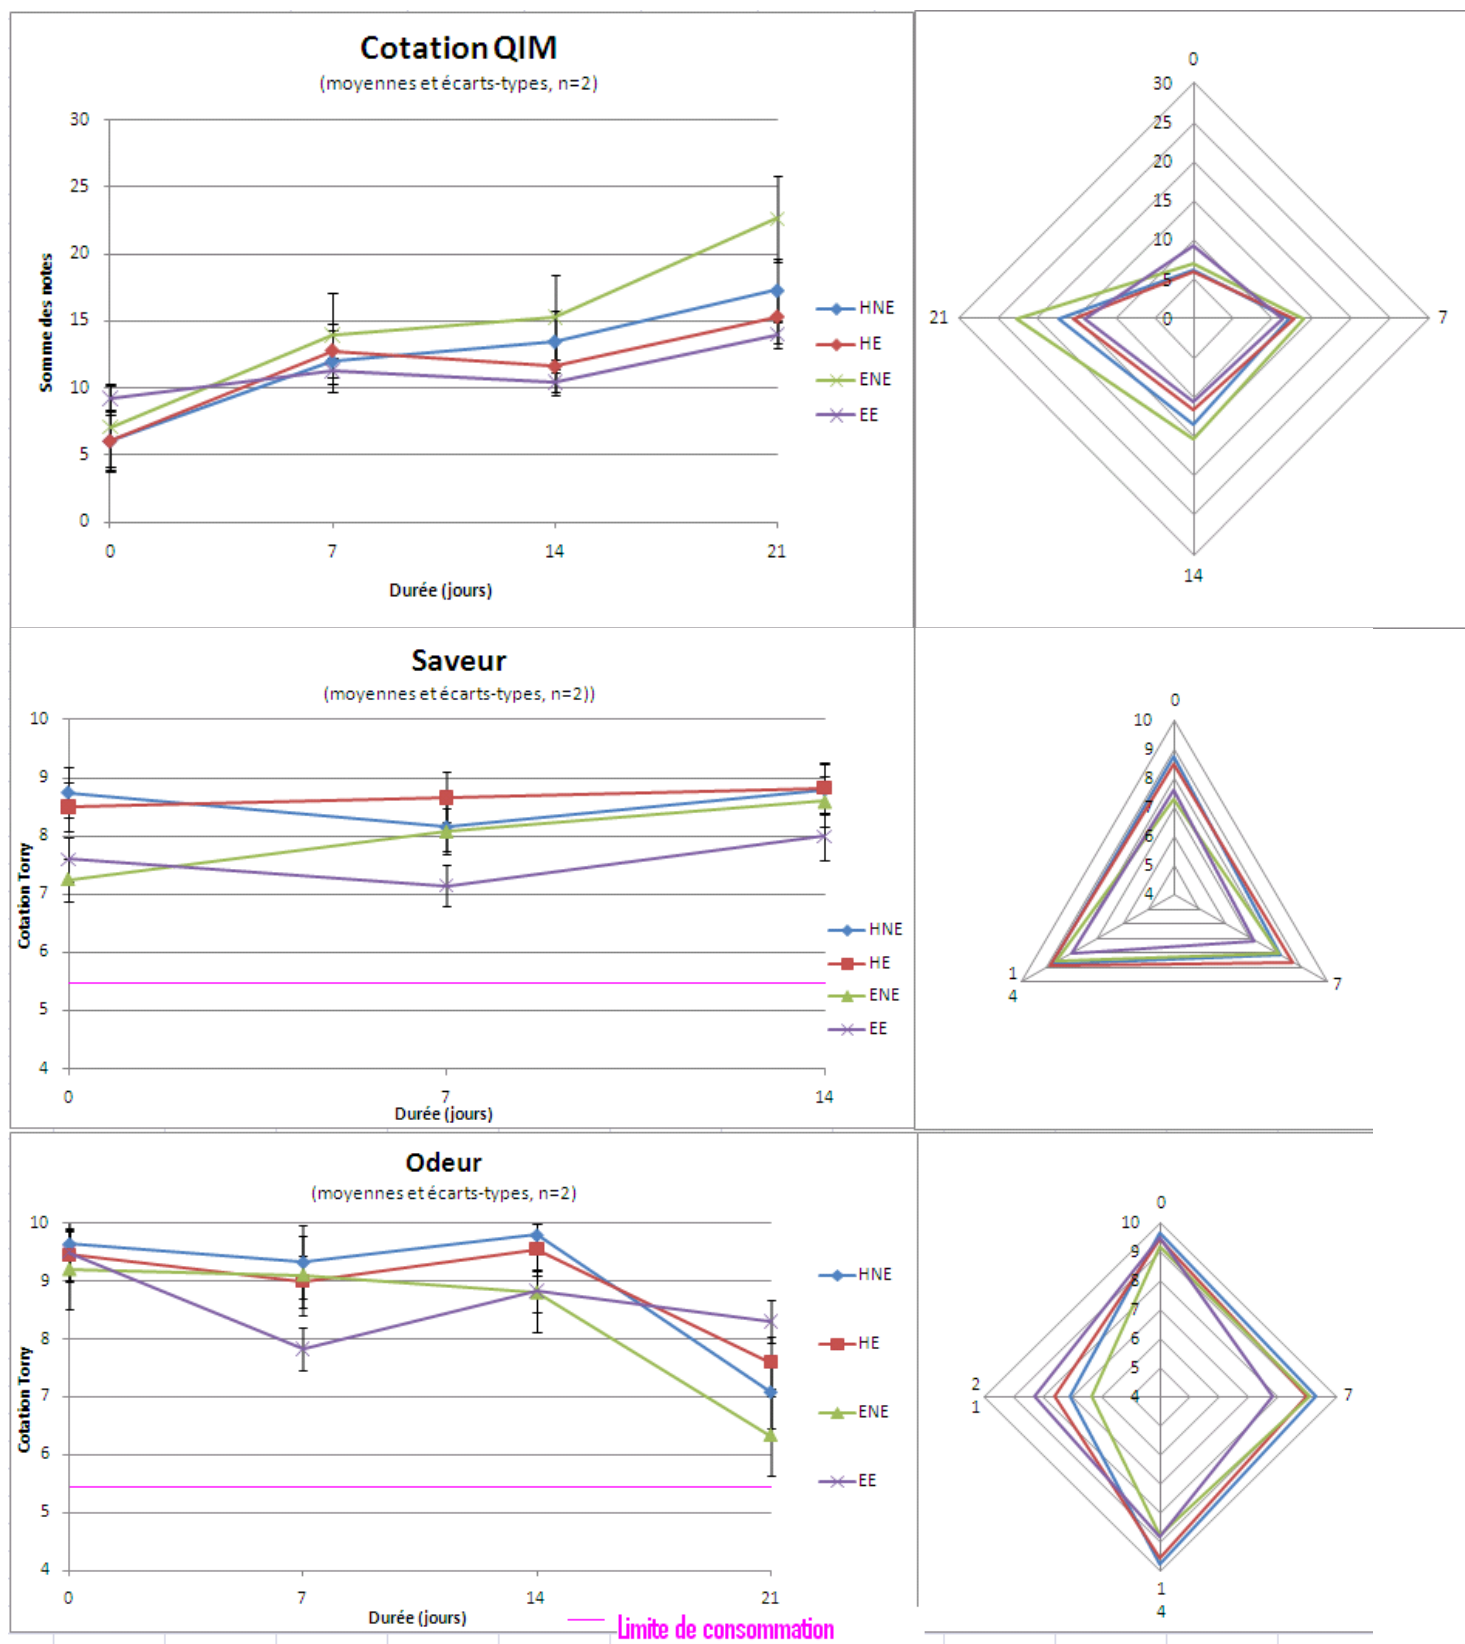 Cotation QIM
(moyennes et écarts-types, n=2)
Somme des notes
30
25
20
15
10
5
0
0
7
14
21
Durée (jours)
HNE
HE
ENE
EE
0
30
25
20
15
10
5
0
21
7
14
Saveur
(moyennes et écarts-types, n=2))
Cotation Torry
10
9
8
7
6
5
4
0
7
14
Durée (jours)
HNE
HE
ENE
EE
0
10
9
8
7
6
5
4
1
4
7
Odeur
(moyennes et écarts-types, n=2)
Cotation Torry
10
9
8
7
6
5
4
0
7
14
21
Durée (jours)
HNE
HE
ENE
EE
Limite de consommation
0
10
9
8
7
6
5
4
2
1
7
1
4